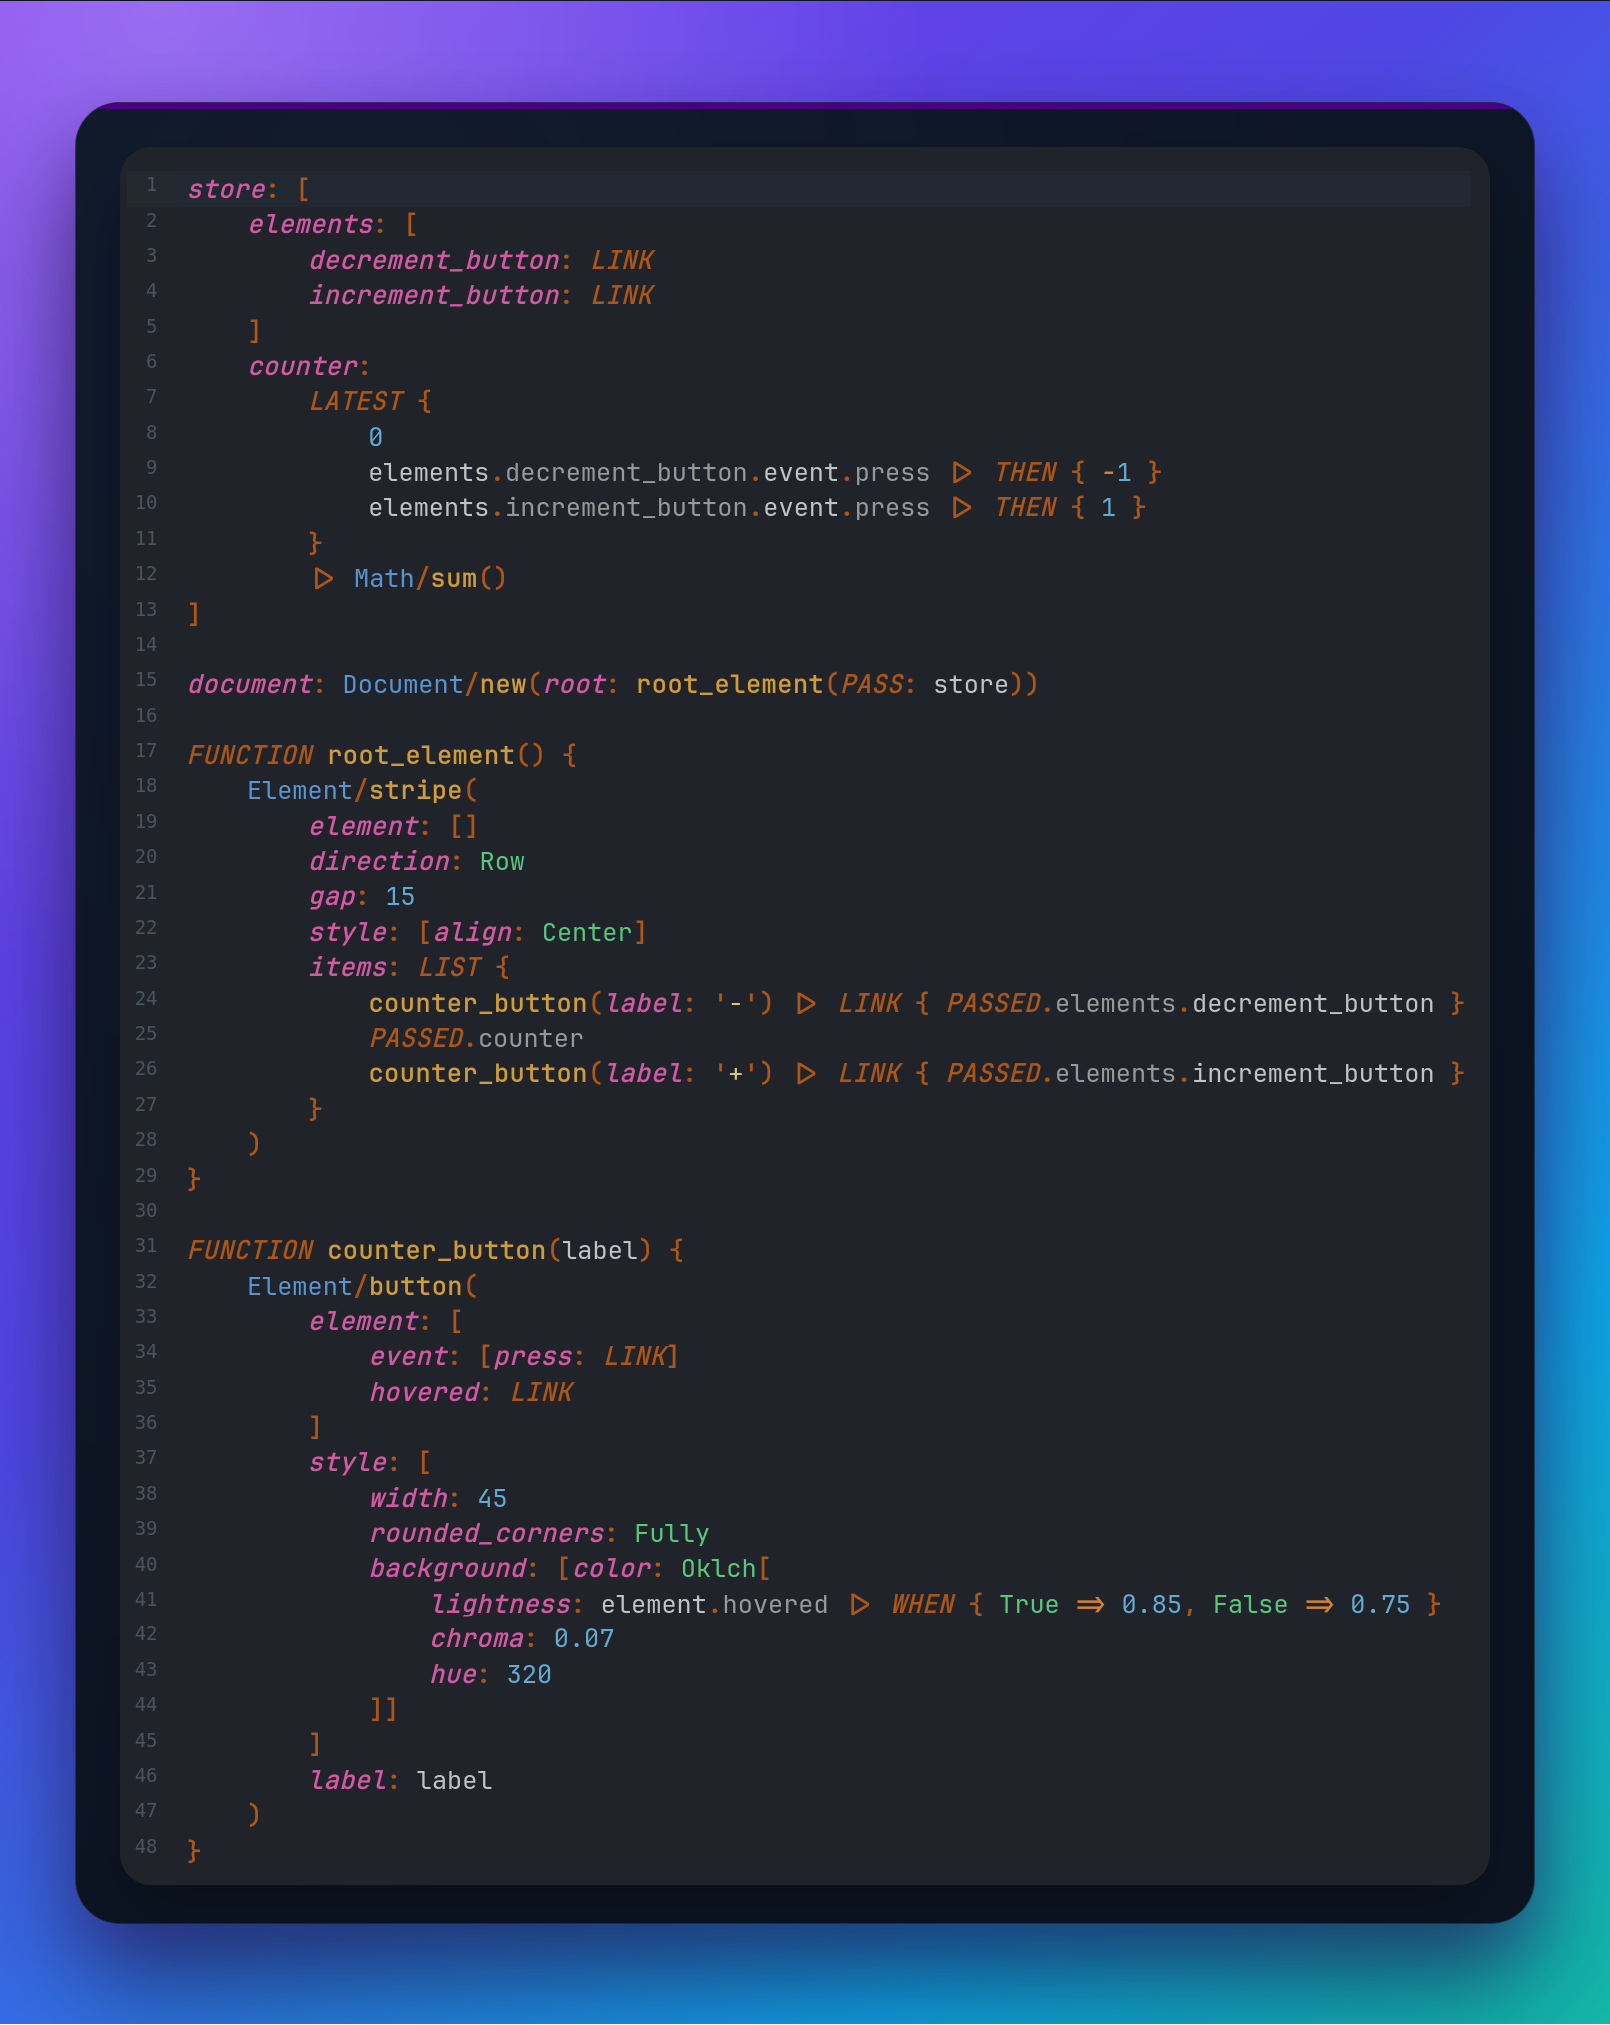 1 store: [
2     elements: [
3         decrement_button: LINK
4         increment_button: LINK
5     ]
6     counter:
7         LATEST {
8             0
9             elements.decrement_button.event.press ▷ THEN { -1 }
10             elements.increment_button.event.press ▷ THEN { 1 }
11         }
12         ▷ Math/sum()
13 ]
14
15 document: Document/new(root: root_element(PASS: store))
16
17 FUNCTION root_element() {
18     Element/stripe(
19         element: []
20         direction: Row
21         gap: 15
22         style: [align: Center]
23         items: LIST {
24             counter_button(label: '-') ▷ LINK { PASSED.elements.decrement_button }
25             PASSED.counter
26             counter_button(label: '+') ▷ LINK { PASSED.elements.increment_button }
27         }
28     )
29 }
30
31 FUNCTION counter_button(label) {
32     Element/button(
33         element: [
34             event: [press: LINK]
35             hovered: LINK
36         ]
37         style: [
38             width: 45
39             rounded_corners: Fully
40             background: [color: Oklch[
41                 lightness: element.hovered ▷ WHEN { True ⇒ 0.85, False ⇒ 0.75 }
42                 chroma: 0.07
43                 hue: 320
44             ]]
45         ]
46         label: label
47     )
48 }